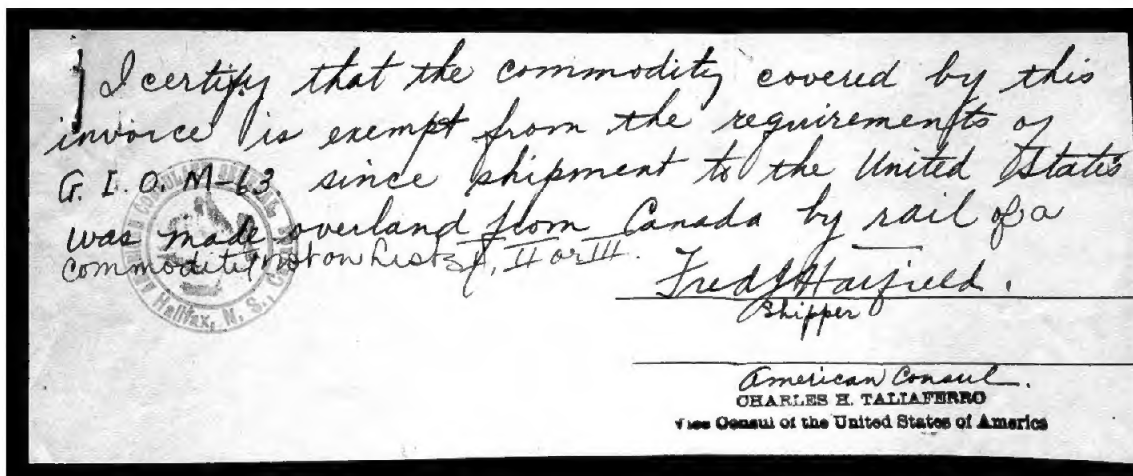 I certify that the commodity covered by this
invoice is exempt from the requirements of
G. I. O. M-63 since shipment to the United States
was made overland from Canada by rail of a
commodity not on Lists I, II or III.
Fred J Hatfield.
Shipper
American Consul.
CHARLES H. TALIAFERRO
Vice Consul of the United States of America
Halifax, N. S.,